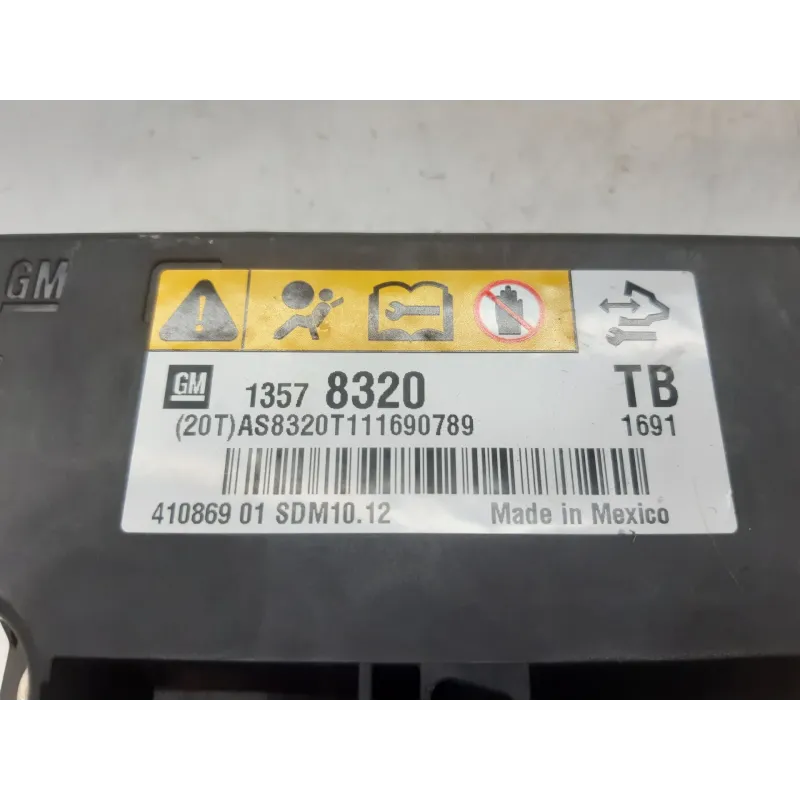 GM
GM 1357 8320 TB
(20T)AS8320T111690789 1691
410869 01 SDM10.12 Made in Mexico